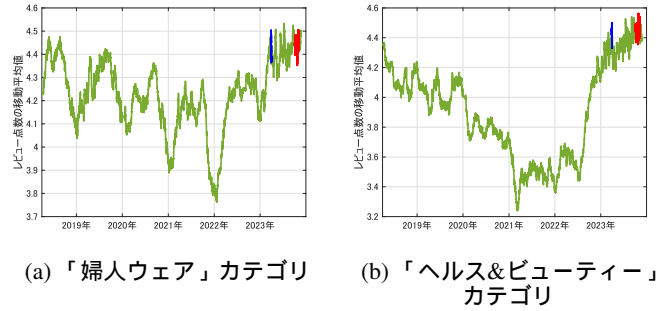 4.6
4.5
4.4
4.3
4.2
4.1
4
3.9
3.8
3.7
レビュー点数の移動平均値
2019年 2020年 2021年 2022年 2023年
4.6
4.4
4.2
4
3.8
3.6
3.4
3.2
レビュー点数の移動平均値
2019年 2020年 2021年 2022年 2023年
(a) 「婦人ウェア」カテゴリ
(b) 「ヘルス&ビューティー」
カテゴリ